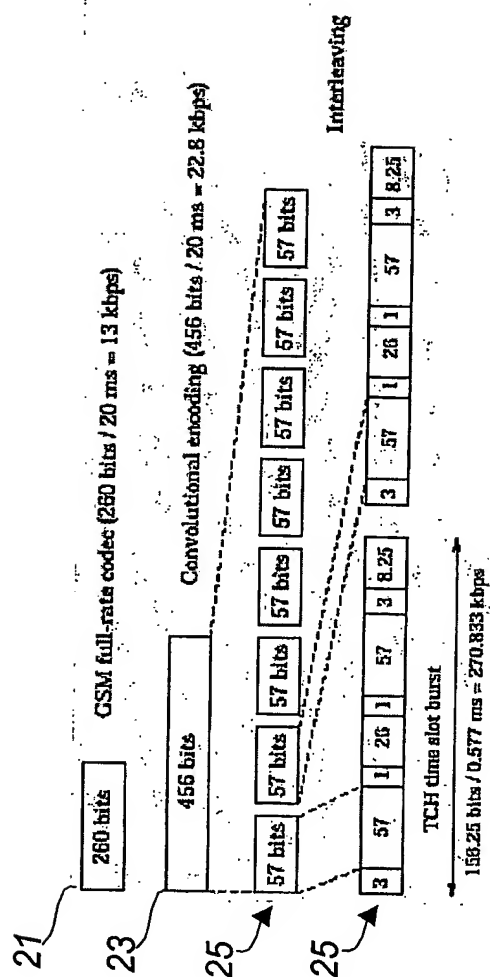 21
260 bits
GSM full-rate codec (260 bits / 20 ms = 13 kbps)
23
456 bits
Convolutional encoding (456 bits / 20 ms = 22.8 kbps)
25
57 bits 57 bits 57 bits 57 bits 57 bits 57 bits 57 bits 57 bits
Interleaving
25
3 57 1 26 1 57 3 8.25 3 57 1 26 1 57 3 8.25
TCH time slot burst
156.25 bits / 0.577 ms = 270.833 kbps